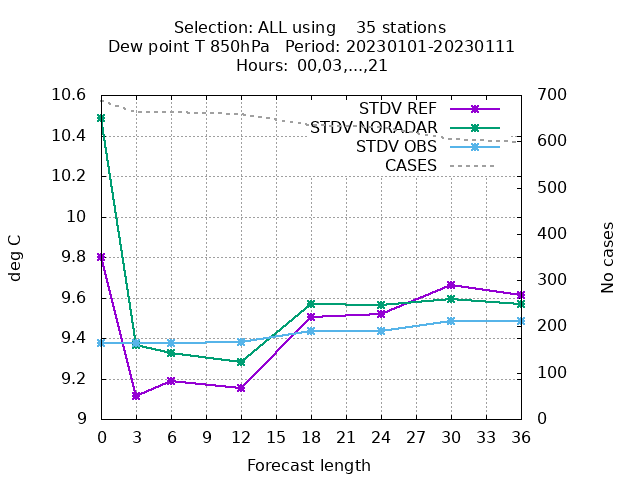 Selection: ALL using    35 stations
Dew point T 850hPa   Period: 20230101-20230111
Hours: 00,03,...,21
STDV REF
STDV NORADAR
STDV OBS
CASES
10.6
10.4
10.2
10
9.8
9.6
9.4
9.2
9
deg C
700
600
500
400
300
200
100
0
No cases
0 3 6 9 12 15 18 21 24 27 30 33 36
Forecast length